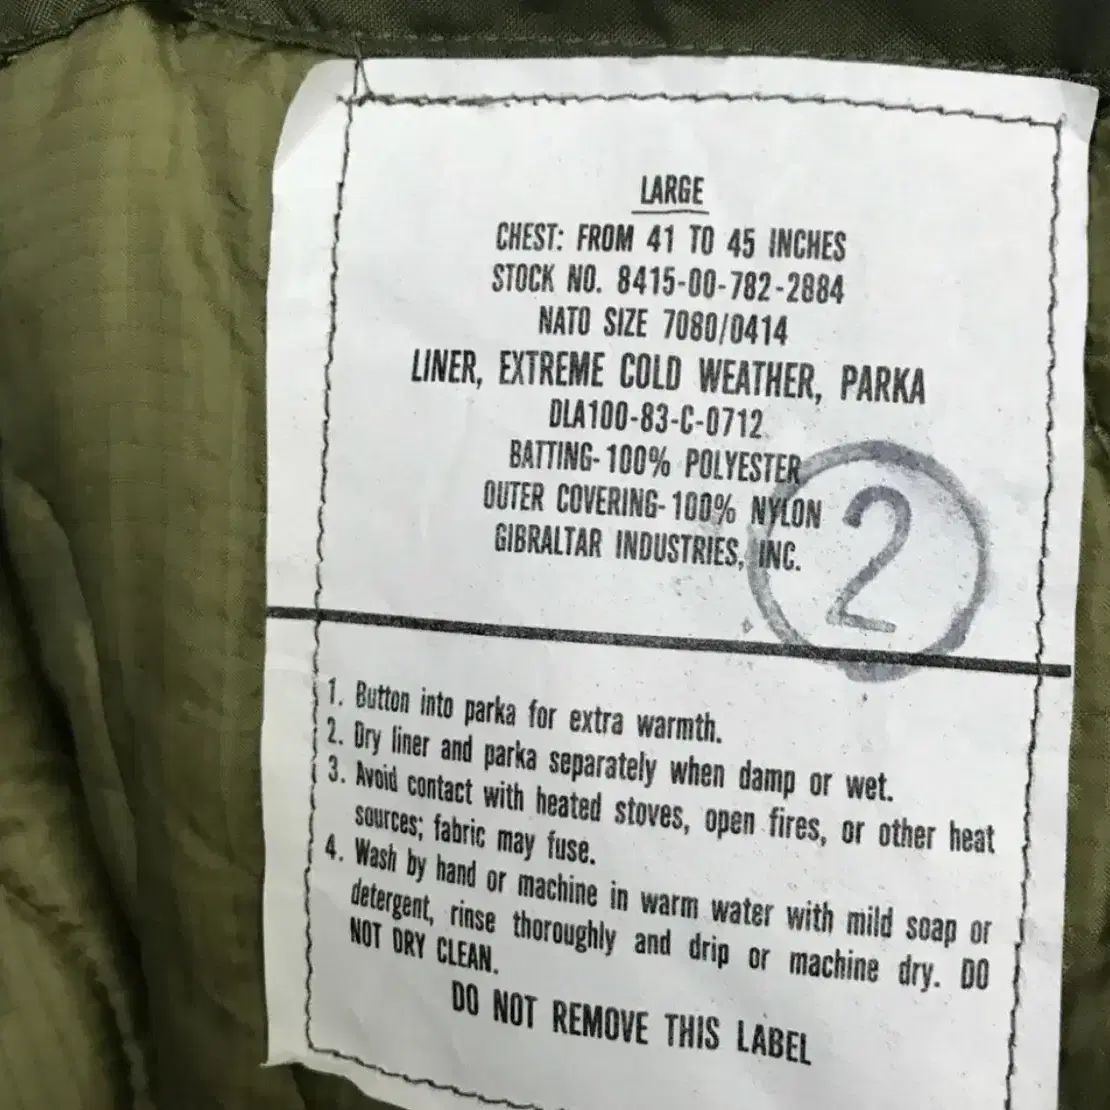 LARGE
CHEST: FROM 41 TO 45 INCHES
STOCK NO. 8415-00-782-2884
NATO SIZE 7080/0414
LINER, EXTREME COLD WEATHER, PARKA
DLA100-83-C-0712
BATTING-100% POLYESTER
OUTER COVERING-100% NYLON
GIBRALTAR INDUSTRIES, INC.
2
1. Button into parka for extra warmth.
2. Dry liner and parka separately when damp or wet.
3. Avoid contact with heated stoves, open fires, or other heat
sources; fabric may fuse.
4. Wash by hand or machine in warm water with mild soap or
detergent, rinse thoroughly and drip or machine dry. DO
NOT DRY CLEAN.
DO NOT REMOVE THIS LABEL